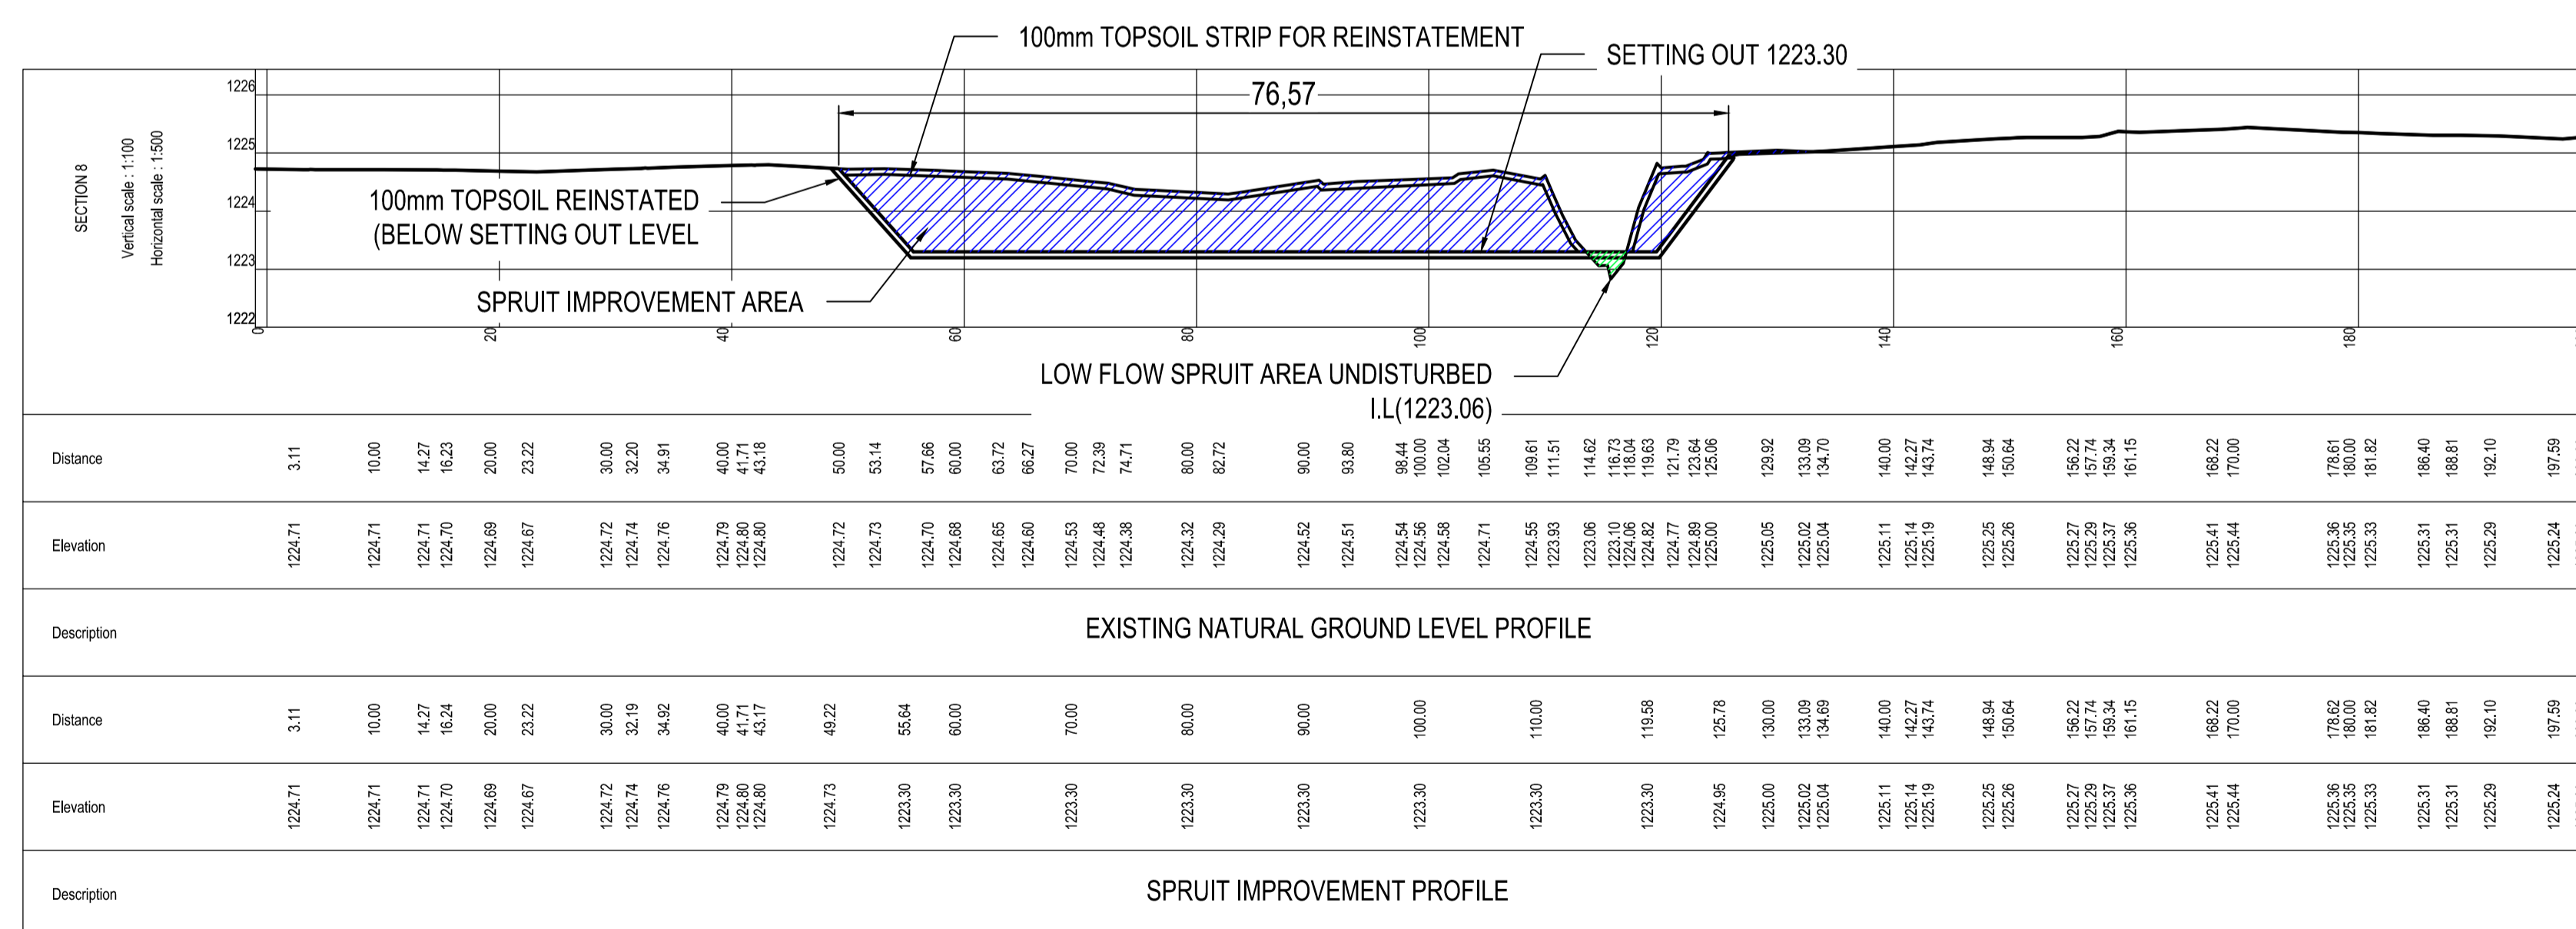 100mm TOPSOIL STRIP FOR REINSTATEMENT
SETTING OUT 1223.30
76,57
SECTION 8
Vertical scale : 1:100
Horizontal scale : 1:500
1226
1225
1224
1223
1222
100mm TOPSOIL REINSTATED
(BELOW SETTING OUT LEVEL
SPRUIT IMPROVEMENT AREA
0 20 40 60 80 100 120 140 160 180
LOW FLOW SPRUIT AREA UNDISTURBED
I.L(1223.06)
Distance 3.11 10.00 14.27 16.23 20.00 23.22 30.00 32.20 34.91 40.00 41.71 43.18 50.00 53.14 57.66 60.00 63.72 66.27 70.00 72.39 74.71 80.00 82.72 90.00 93.80 98.44 100.00 102.04 105.55 109.61 111.51 114.62 116.73 118.04 119.63 121.79 123.64 125.06 129.92 133.09 134.70 140.00 142.27 143.74 148.94 150.64 156.22 157.74 159.34 161.15 168.22 170.00 178.61 180.00 181.82 186.40 188.81 192.10 197.59
Elevation 1224.71 1224.71 1224.71 1224.70 1224.69 1224.67 1224.72 1224.74 1224.76 1224.79 1224.80 1224.80 1224.72 1224.73 1224.70 1224.68 1224.65 1224.60 1224.53 1224.48 1224.38 1224.32 1224.29 1224.52 1224.51 1224.54 1224.56 1224.58 1224.71 1224.55 1223.93 1223.06 1223.10 1224.06 1224.82 1224.77 1224.89 1225.00 1225.05 1225.02 1225.04 1225.11 1225.14 1225.19 1225.25 1225.26 1225.27 1225.29 1225.37 1225.36 1225.41 1225.44 1225.36 1225.35 1225.33 1225.31 1225.31 1225.29 1225.24
Description EXISTING NATURAL GROUND LEVEL PROFILE
Distance 3.11 10.00 14.27 16.24 20.00 23.22 30.00 32.19 34.92 40.00 41.71 43.17 49.22 55.64 60.00 70.00 80.00 90.00 100.00 110.00 119.58 125.78 130.00 133.09 134.69 140.00 142.27 143.74 148.94 150.64 156.22 157.74 159.34 161.15 168.22 170.00 178.62 180.00 181.82 186.40 188.81 192.10 197.59
Elevation 1224.71 1224.71 1224.71 1224.70 1224.69 1224.67 1224.72 1224.74 1224.76 1224.79 1224.80 1224.80 1224.73 1223.30 1223.30 1223.30 1223.30 1223.30 1223.30 1223.30 1223.30 1224.95 1225.00 1225.02 1225.04 1225.11 1225.14 1225.19 1225.25 1225.26 1225.27 1225.29 1225.37 1225.36 1225.41 1225.44 1225.36 1225.35 1225.33 1225.31 1225.31 1225.29 1225.24
Description SPRUIT IMPROVEMENT PROFILE